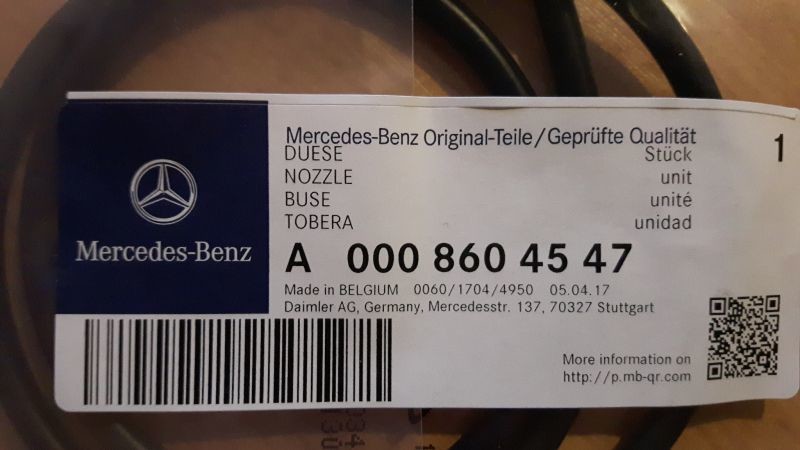 Mercedes-Benz Original-Teile/Geprüfte Qualität
1
DUESE Stück
NOZZLE unit
BUSE unité
TOBERA unidad
Mercedes-Benz
A 000 860 45 47
Made in BELGIUM 0060/1704/4950 05.04.17
Daimler AG, Germany, Mercedesstr. 137, 70327 Stuttgart
More information on
http://p.mb-qr.com